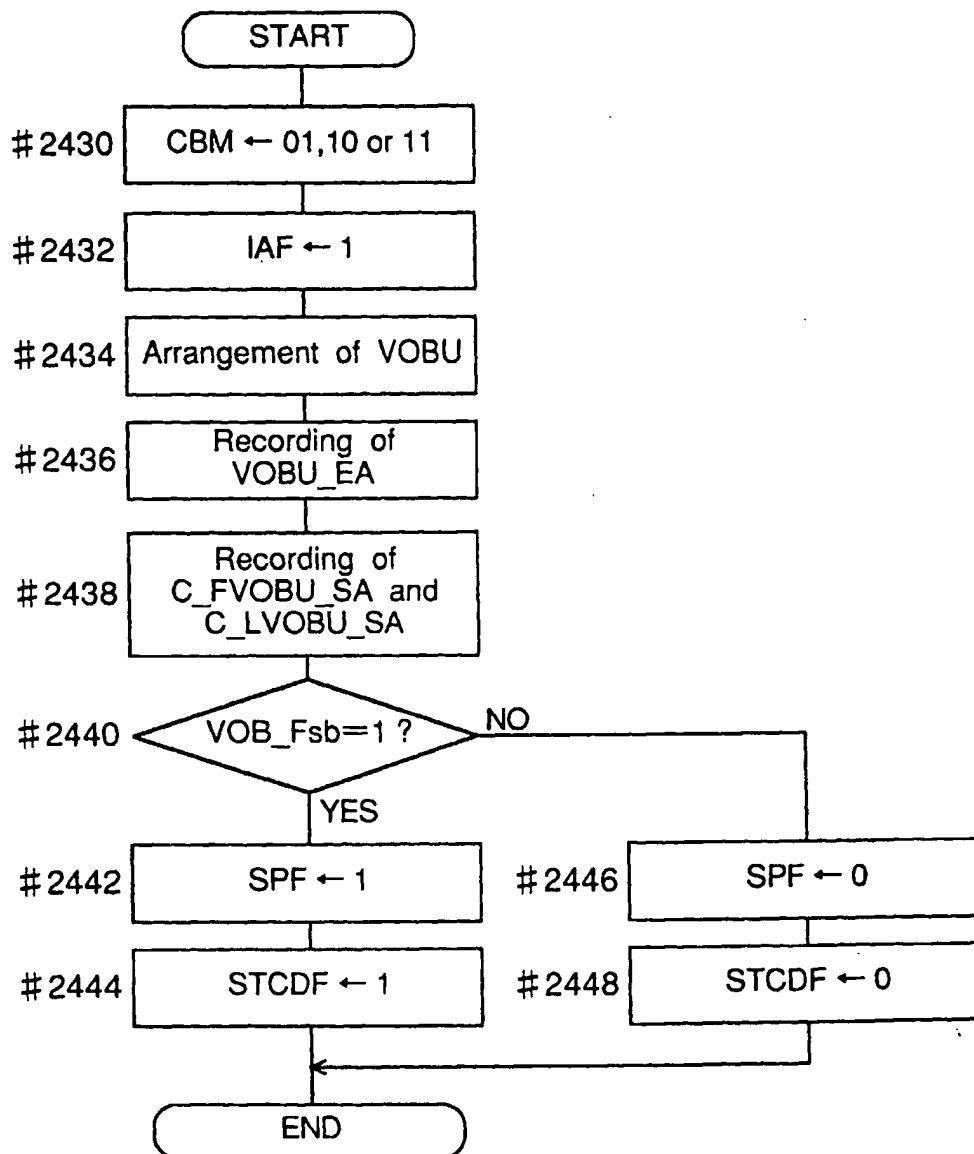 START
#2430
CBM ← 01,10 or 11
#2432
IAF ← 1
#2434
Arrangement of VOBU
#2436
Recording of
VOBU_EA
#2438
Recording of
C_FVOBU_SA and
C_LVOBU_SA
#2440
VOB_Fsb=1 ?
NO
YES
#2442
SPF ← 1
#2446
SPF ← 0
#2444
STCDF ← 1
#2448
STCDF ← 0
END